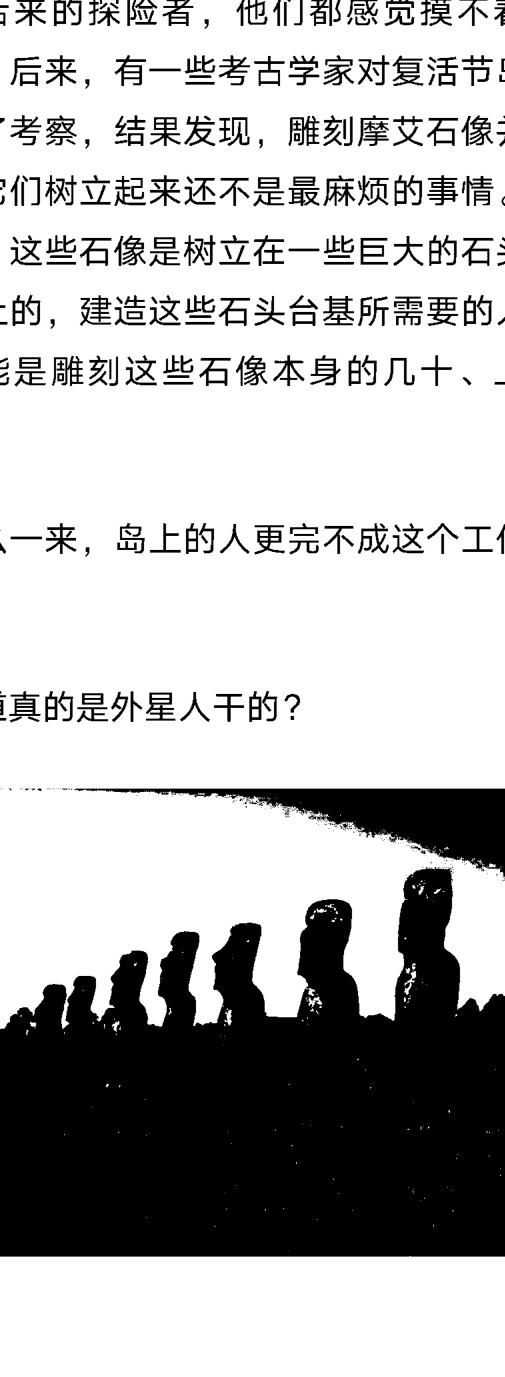 来的探险者，他们都感觉摸不
后来，有一些考古学家对复活节
考察，结果发现，雕刻摩艾石像
们树立起来还不是最麻烦的事情。
这些石像是树立在一些巨大的石
的，建造这些石头台基所需要的
是雕刻这些石像本身的几十、
一来，岛上的人更完不成这个工
真的是外星人干的？